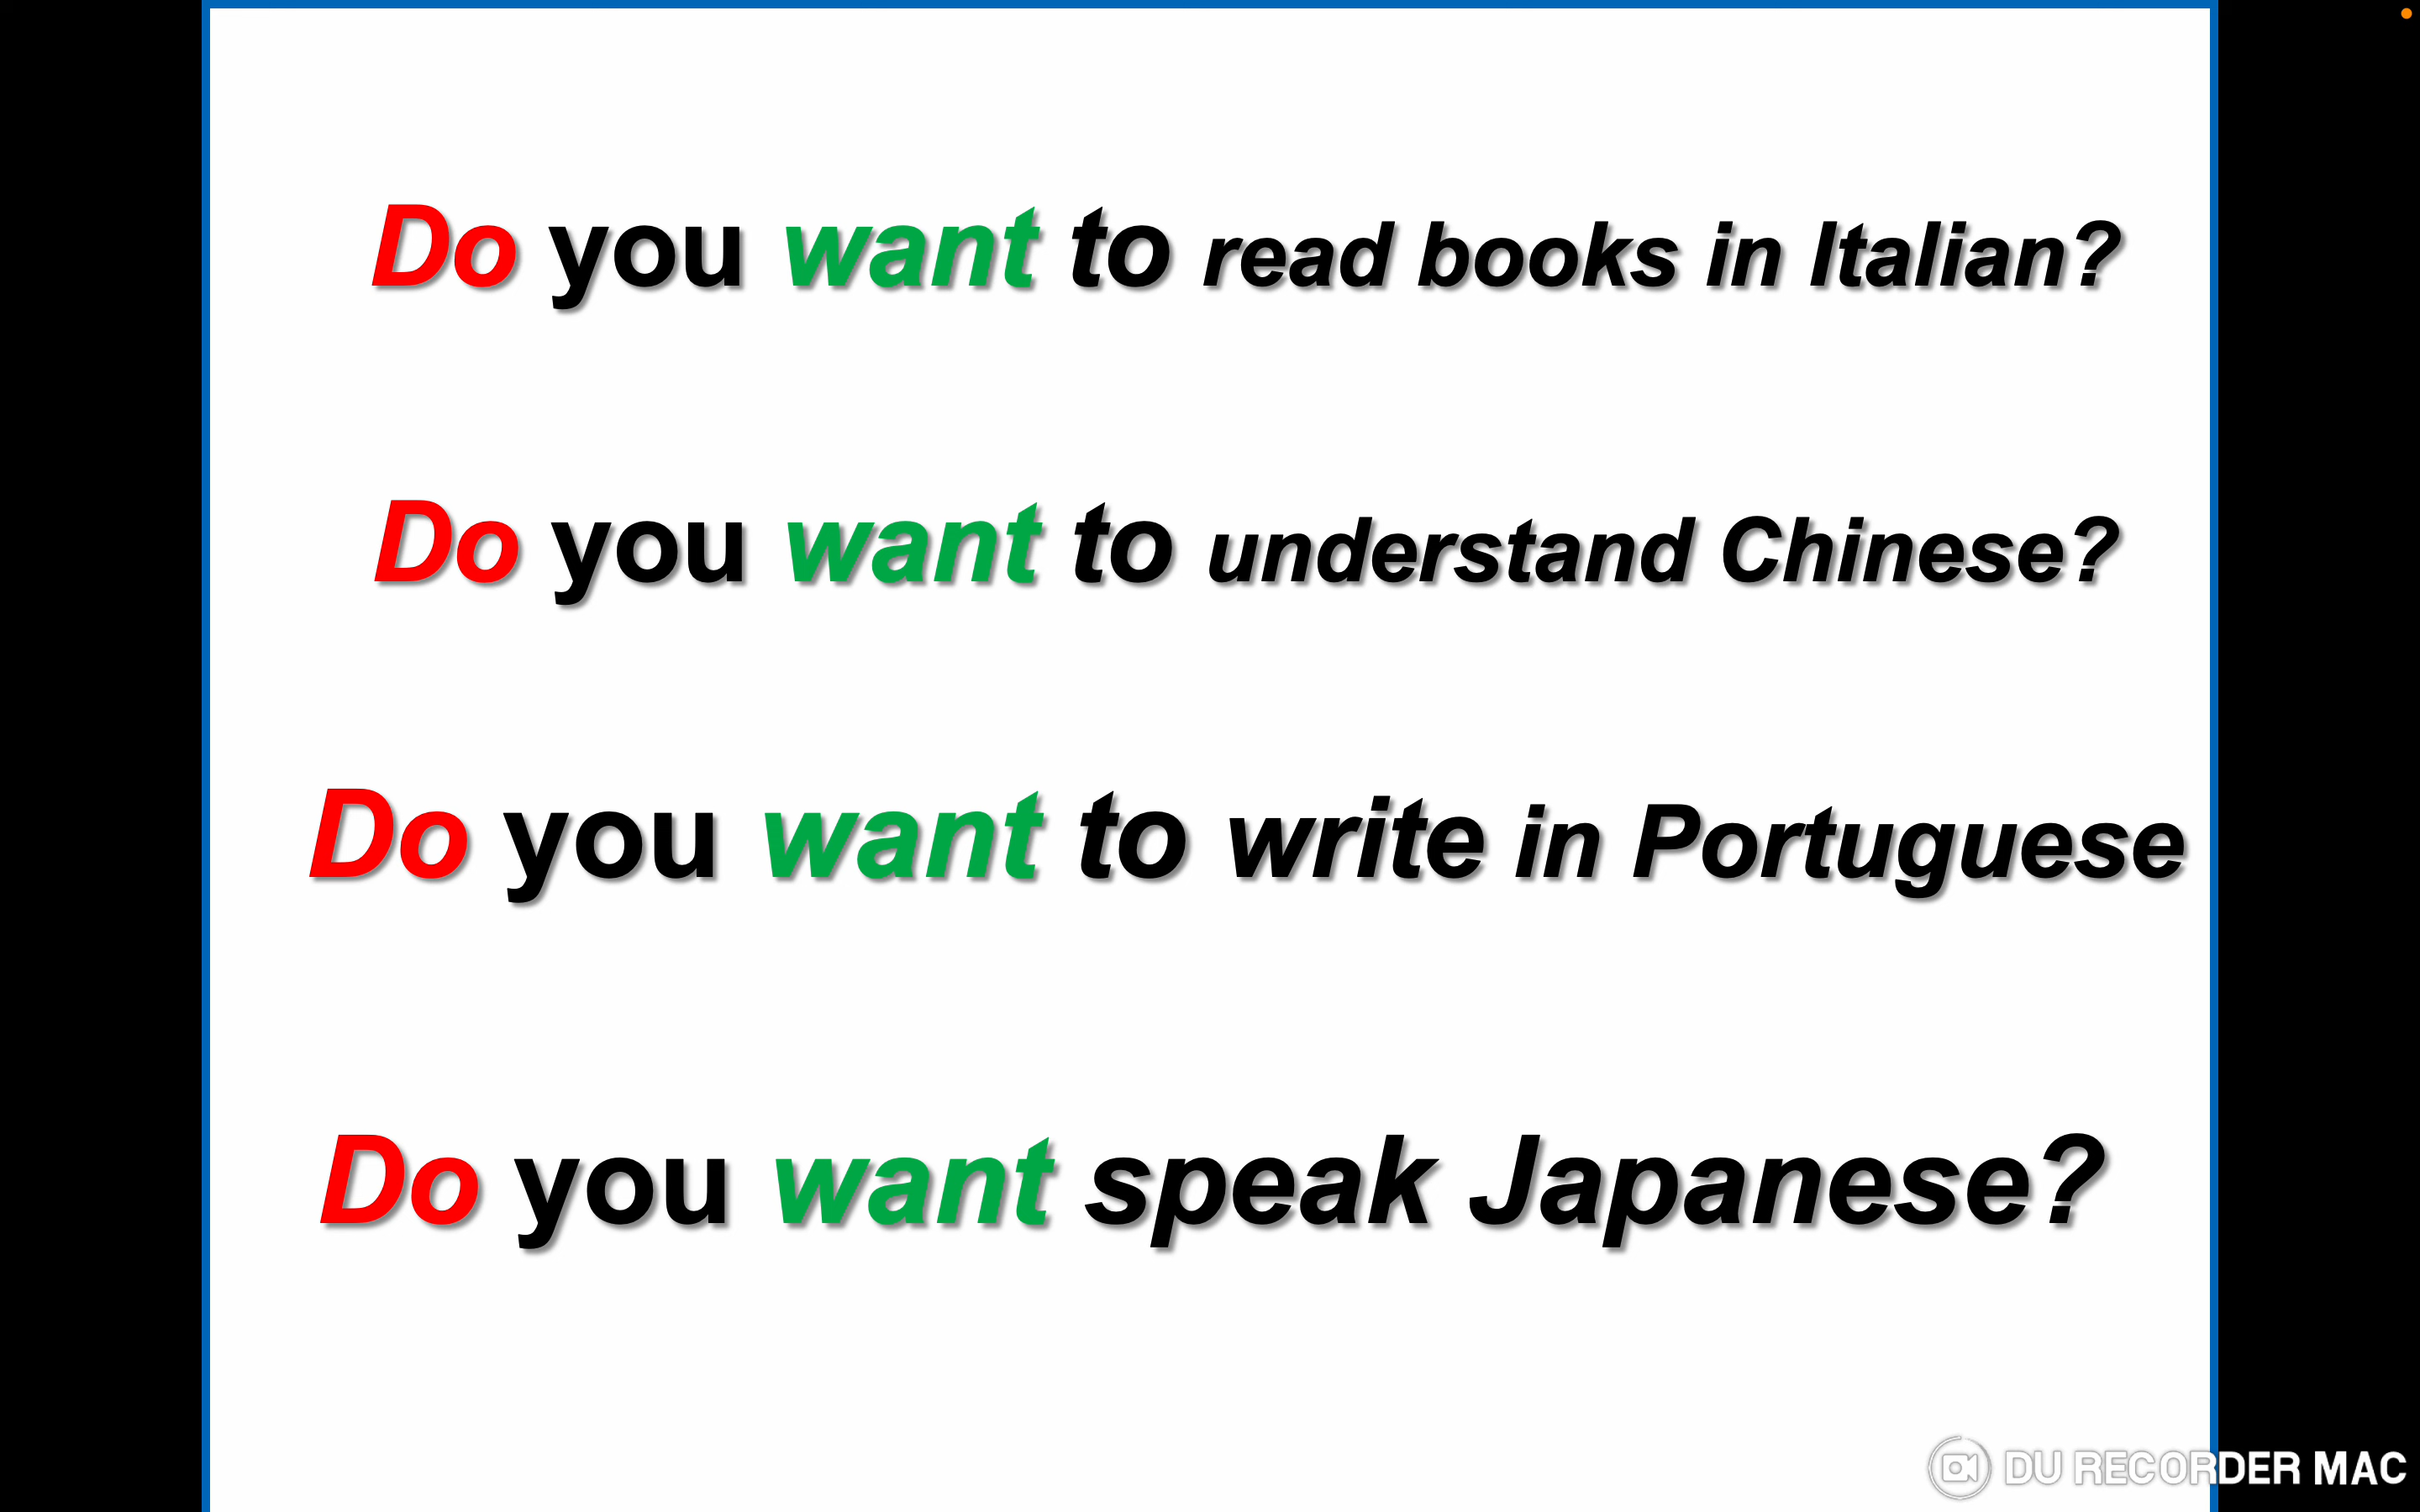 Do you want to read books in Italian?
Do you want to understand Chinese?
Do you want to write in Portuguese
Do you want speak Japanese?
DU RECORDER MAC